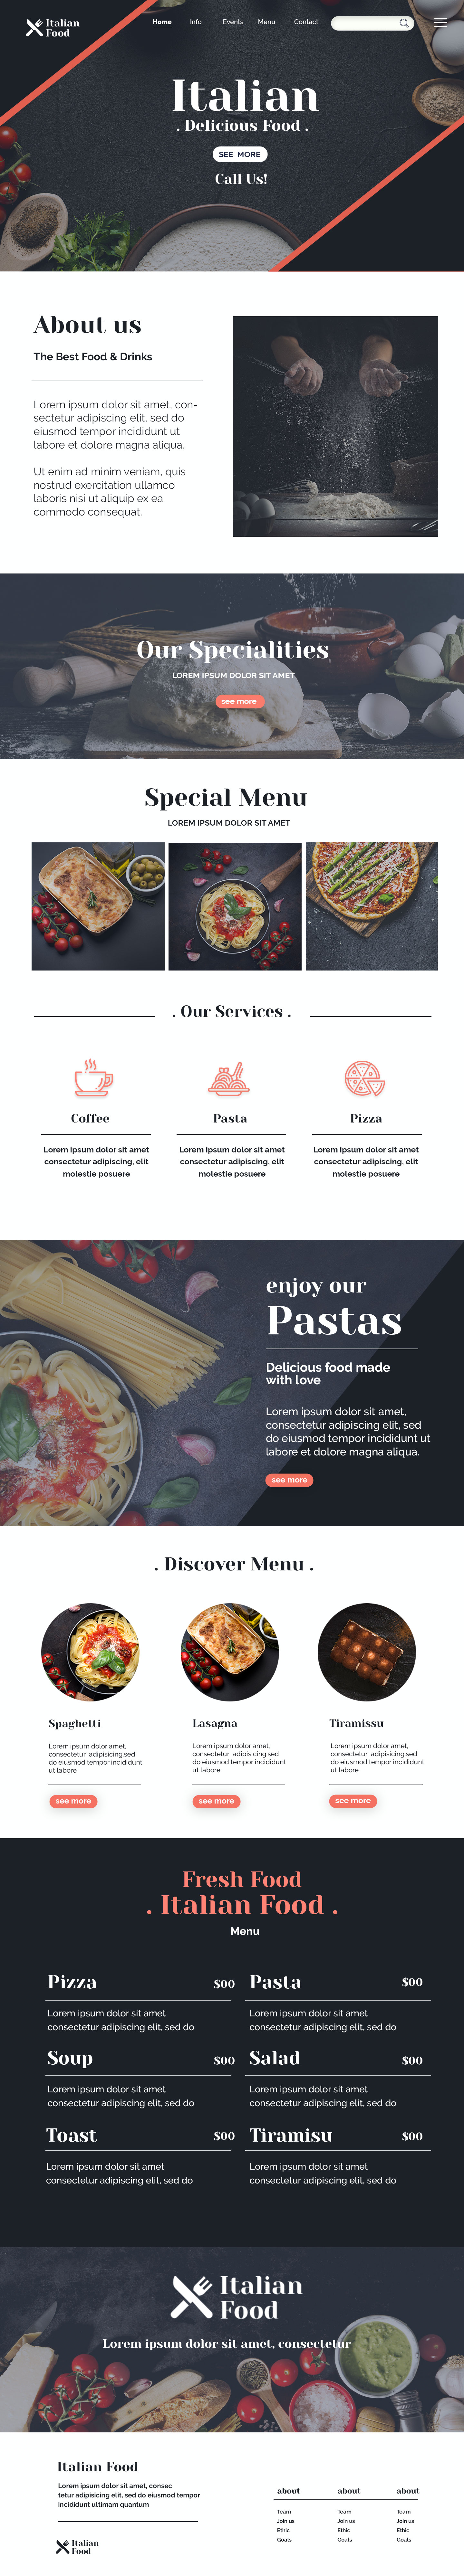 Italian
Food
Home
Info
Events
Menu
Contact
Italian
. Delicious Food .
SEE MORE
Call Us!
About us
The Best Food & Drinks
Lorem ipsum dolor sit amet, con-
sectetur adipiscing elit, sed do
eiusmod tempor incididunt ut
labore et dolore magna aliqua.
Ut enim ad minim veniam, quis
nostrud exercitation ullamco
laboris nisi ut aliquip ex ea
commodo consequat.
Our Specialities
LOREM IPSUM DOLOR SIT AMET
see more
Special Menu
LOREM IPSUM DOLOR SIT AMET
. Our Services .
Coffee
Lorem ipsum dolor sit amet
consectetur adipiscing, elit
molestie posuere
Pasta
Lorem ipsum dolor sit amet
consectetur adipiscing, elit
molestie posuere
Pizza
Lorem ipsum dolor sit amet
consectetur adipiscing, elit
molestie posuere
enjoy our
Pastas
Delicious food made
with love
Lorem ipsum dolor sit amet,
consectetur adipiscing elit, sed
do eiusmod tempor incididunt ut
labore et dolore magna aliqua.
see more
. Discover Menu .
Spaghetti
Lorem ipsum dolor amet,
consectetur adipisicing.sed
do eiusmod tempor incididunt
ut labore
see more
Lasagna
Lorem ipsum dolor amet,
consectetur adipisicing.sed
do eiusmod tempor incididunt
ut labore
see more
Tiramissu
Lorem ipsum dolor amet,
consectetur adipisicing.sed
do eiusmod tempor incididunt
ut labore
see more
Fresh Food
. Italian Food .
Menu
Pizza $00
Lorem ipsum dolor sit amet
consectetur adipiscing elit, sed do
Pasta $00
Lorem ipsum dolor sit amet
consectetur adipiscing elit, sed do
Soup $00
Lorem ipsum dolor sit amet
consectetur adipiscing elit, sed do
Salad $00
Lorem ipsum dolor sit amet
consectetur adipiscing elit, sed do
Toast $00
Lorem ipsum dolor sit amet
consectetur adipiscing elit, sed do
Tiramisu $00
Lorem ipsum dolor sit amet
consectetur adipiscing elit, sed do
Italian
Food
Lorem ipsum dolor sit amet, consectetur
Italian Food
Lorem ipsum dolor sit amet, consec
tetur adipisicing elit, sed do eiusmod tempor
incididunt ultimam quantum
Italian
Food
about
Team
Join us
Ethic
Goals
about
Team
Join us
Ethic
Goals
about
Team
Join us
Ethic
Goals